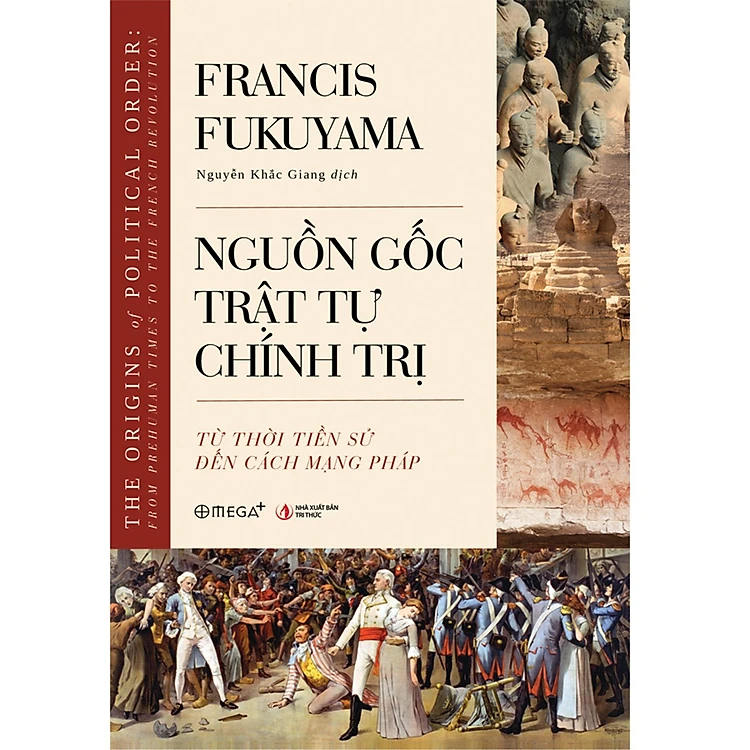 THE ORIGINS of POLITICAL ORDER:
FROM PREHUMAN TIMES TO THE FRENCH REVOLUTION
FRANCIS
FUKUYAMA
Nguyễn Khắc Giang dịch
NGUỒN GỐC
TRẬT TỰ
CHÍNH TRỊ
TỪ THỜI TIỀN SỬ
ĐẾN CÁCH MẠNG PHÁP
OMEGA+
NHÀ XUẤT BẢN
TRI THỨC